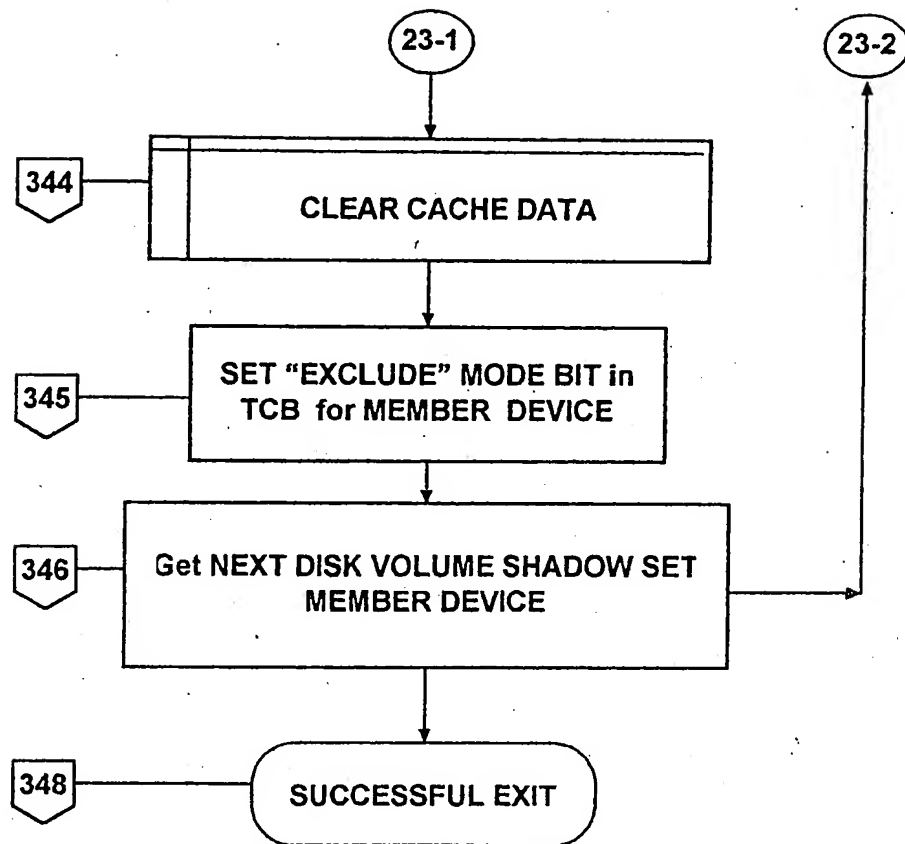 23-1
23-2
344
CLEAR CACHE DATA
345
SET “EXCLUDE” MODE BIT in
TCB for MEMBER DEVICE
346
Get NEXT DISK VOLUME SHADOW SET
MEMBER DEVICE
348
SUCCESSFUL EXIT